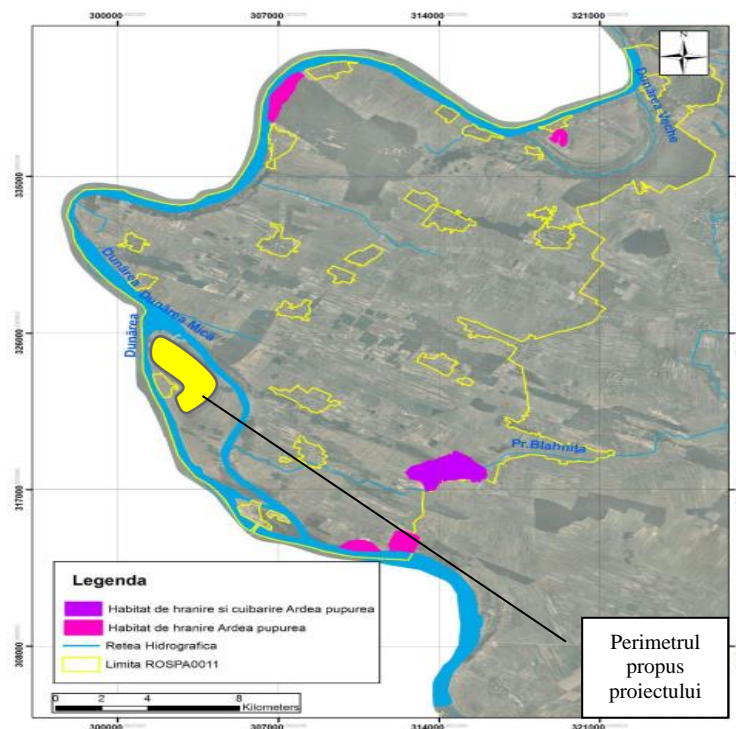 300000 307000 314000 321000
N
Dunărea Veche
335000
Dunărea
Dunărea Mica
Dunărea
326000
Pr.Blahnița
317000
Legenda
Habitat de hranire si cuibarire Ardea pupurea
Habitat de hranire Ardea pupurea
Retea Hidrografica
Limita ROSPA0011
308000
0 2 4 8
Kilometers
Perimetrul
propus
proiectului
300000 307000 314000 321000